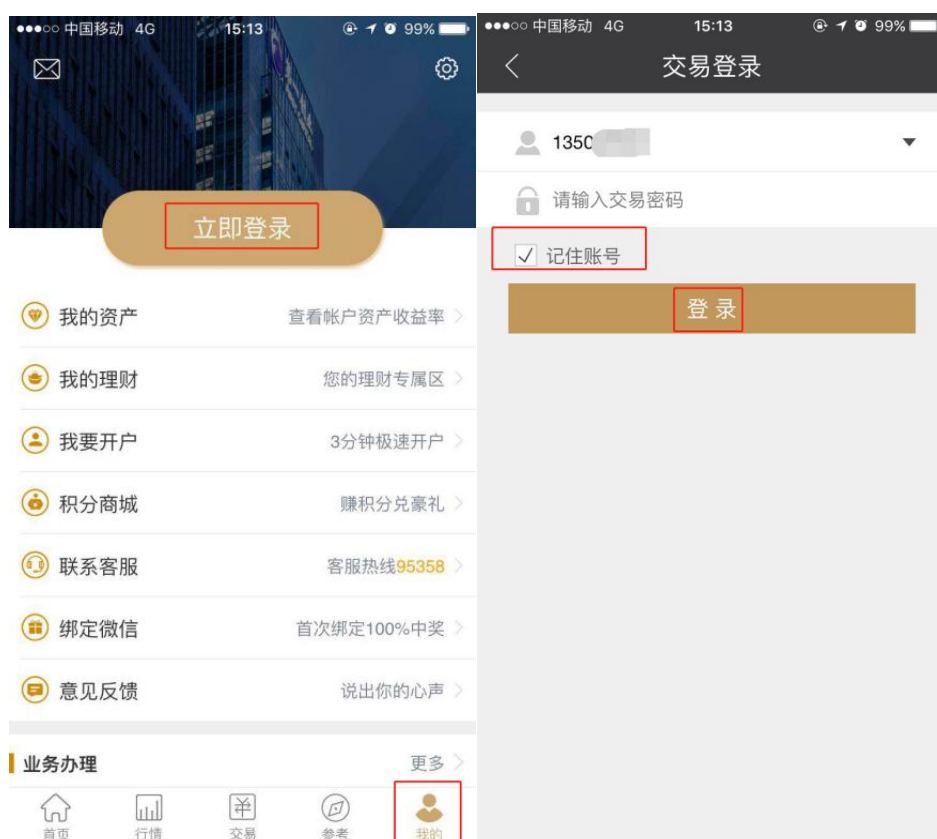 中国移动 4G 15:13 99%
立即登录
我的资产 查看帐户资产收益率
我的理财 您的理财专属区
我要开户 3分钟极速开户
积分商城 赚积分兑豪礼
联系客服 客服热线95358
绑定微信 首次绑定100%中奖
意见反馈 说出你的心声
业务办理 更多
首页 行情 交易 参考 我的
中国移动 4G 15:13 99%
交易登录
1350
请输入交易密码
记住账号
登录